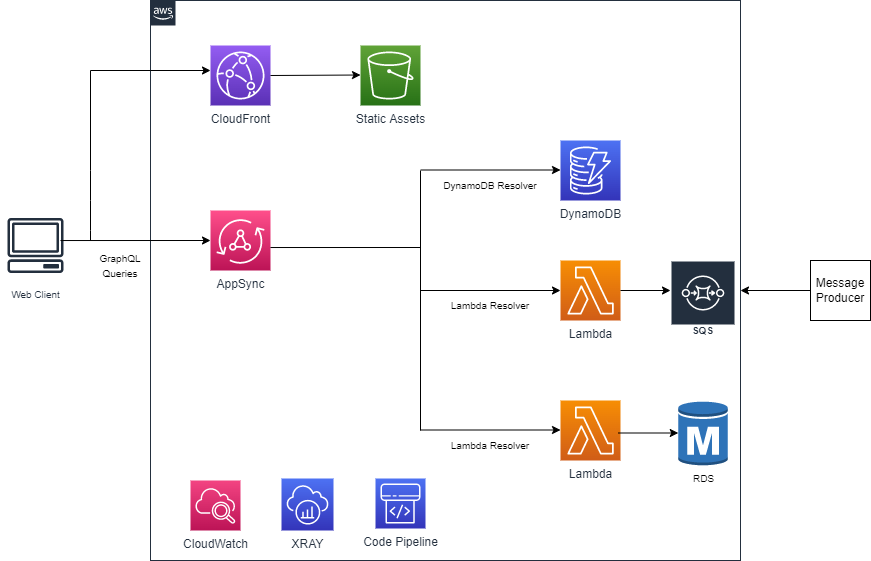 aws
CloudFront
Static Assets
DynamoDB Resolver
DynamoDB
GraphQL
Queries
AppSync
Web Client
Message
Producer
Lambda Resolver
Lambda
SQS
Lambda Resolver
Lambda
M
RDS
CloudWatch
XRAY
Code Pipeline